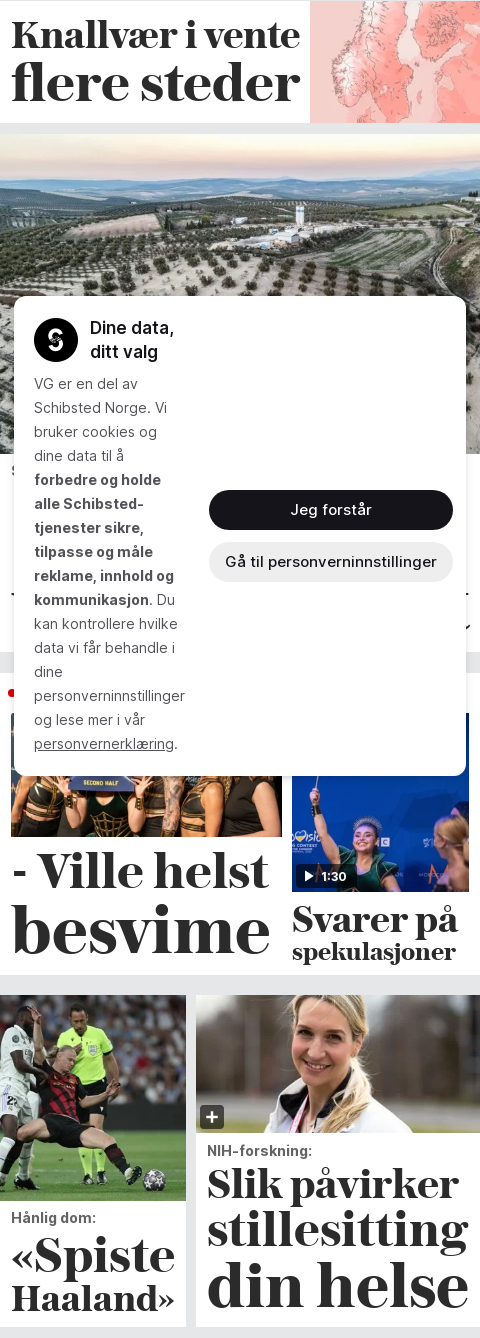 Knallvær i vente
flere steder
Dine data,
ditt valg
VG er en del av
Schibsted Norge. Vi
bruker cookies og
dine data til å
forbedre og holde
alle Schibsted-
tjenester sikre,
tilpasse og måle
reklame, innhold og
kommunikasjon. Du
kan kontrollere hvilke
data vi får behandle i
dine
personverninnstillinger
og lese mer i vår
personvernerklæring.
Jeg forstår
Gå til personverninnstillinger
SECOND HALF
- Ville helst
besvime
1:30
Svarer på
spekulasjoner
Hånlig dom:
«Spiste
Haaland»
NIH-forskning:
Slik påvirker
stillesitting
din helse